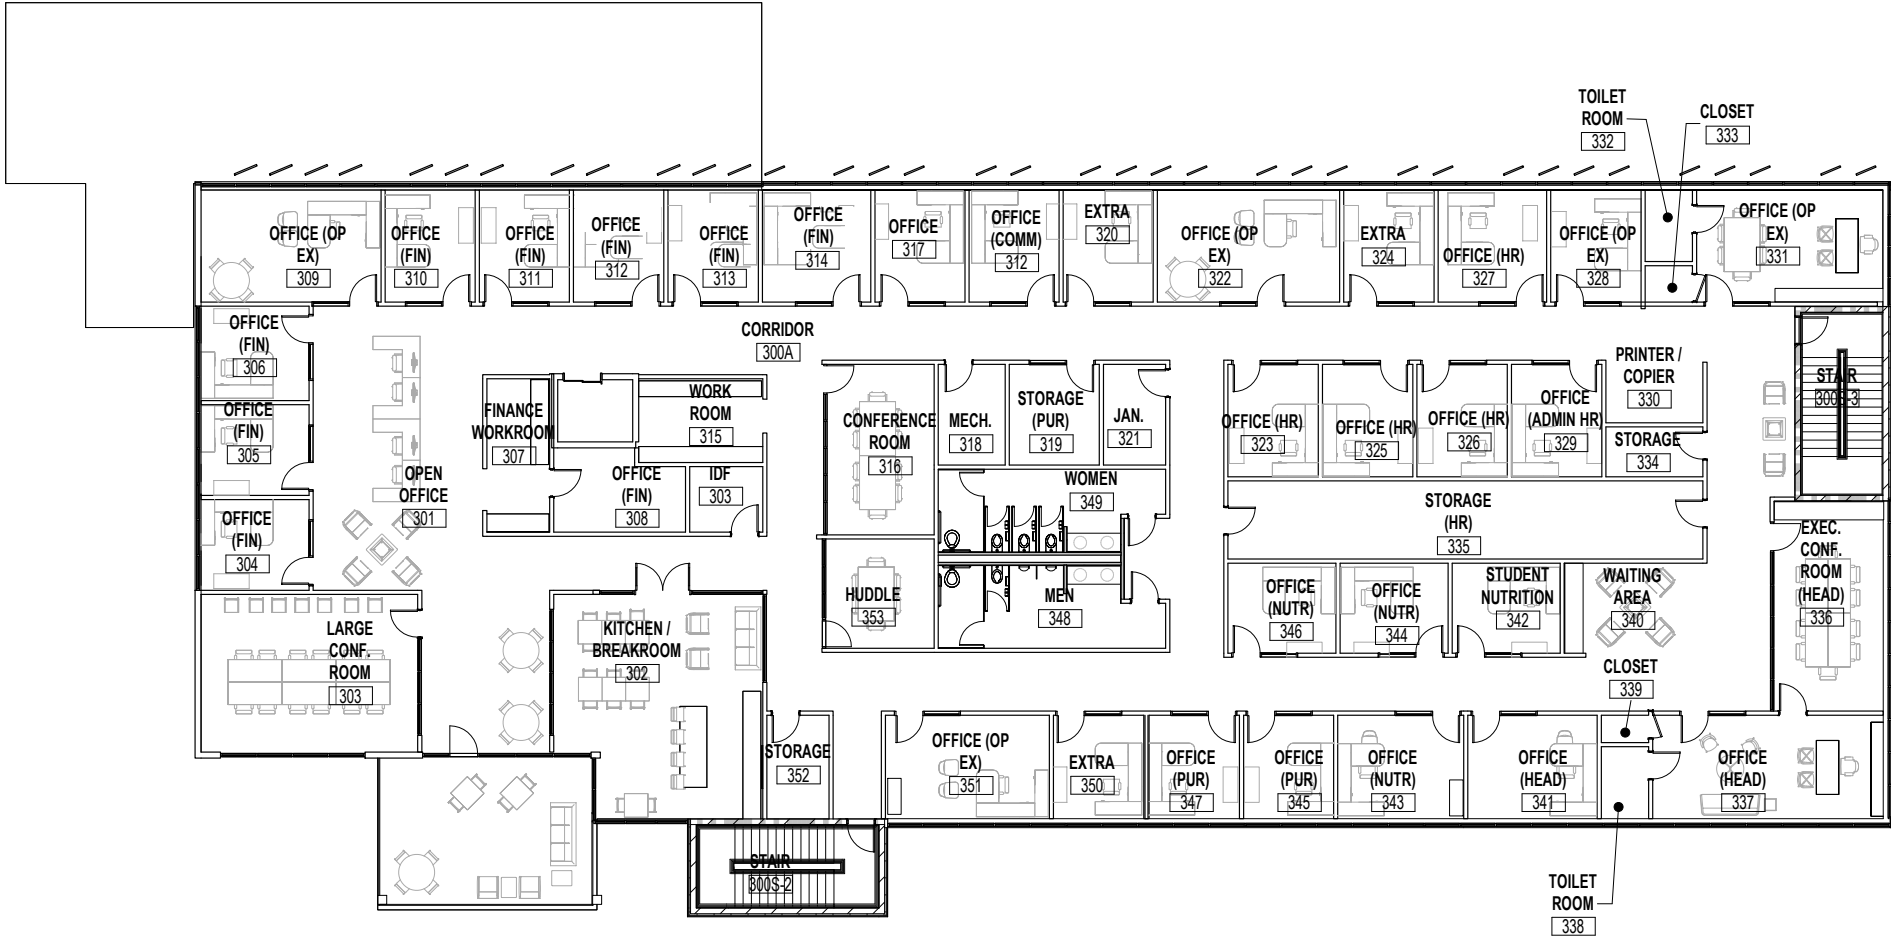 TOILET
ROOM
332
CLOSET
333
OFFICE (OP
EX)
309
OFFICE
(FIN)
310
OFFICE
(FIN)
311
OFFICE
(FIN)
312
OFFICE
(FIN)
313
OFFICE
(FIN)
314
OFFICE
317
OFFICE
(COMM)
312
EXTRA
320
OFFICE (OP
EX)
322
EXTRA
324
OFFICE (HR)
327
OFFICE (OP
EX)
328
OFFICE (OP
EX)
331
OFFICE
(FIN)
306
CORRIDOR
300A
OFFICE
(FIN)
305
OFFICE
(FIN)
304
OPEN
OFFICE
301
FINANCE
WORKROOM
307
WORK
ROOM
315
OFFICE
(FIN)
308
IDF
303
CONFERENCE
ROOM
316
MECH.
318
STORAGE
(PUR)
319
JAN.
321
WOMEN
349
MEN
348
HUDDLE
353
OFFICE (HR)
323
OFFICE (HR)
325
OFFICE (HR)
326
OFFICE
(ADMIN HR)
329
PRINTER /
COPIER
330
STORAGE
334
STAIR
300S-3
STORAGE
(HR)
335
OFFICE
(NUTR)
346
OFFICE
(NUTR)
344
STUDENT
NUTRITION
342
WAITING
AREA
340
EXEC.
CONF.
ROOM
(HEAD)
336
LARGE
CONF.
ROOM
303
KITCHEN /
BREAKROOM
302
CLOSET
339
STORAGE
352
OFFICE (OP
EX)
351
EXTRA
350
OFFICE
(PUR)
347
OFFICE
(PUR)
345
OFFICE
(NUTR)
343
OFFICE
(HEAD)
341
OFFICE
(HEAD)
337
STAIR
300S-2
TOILET
ROOM
338